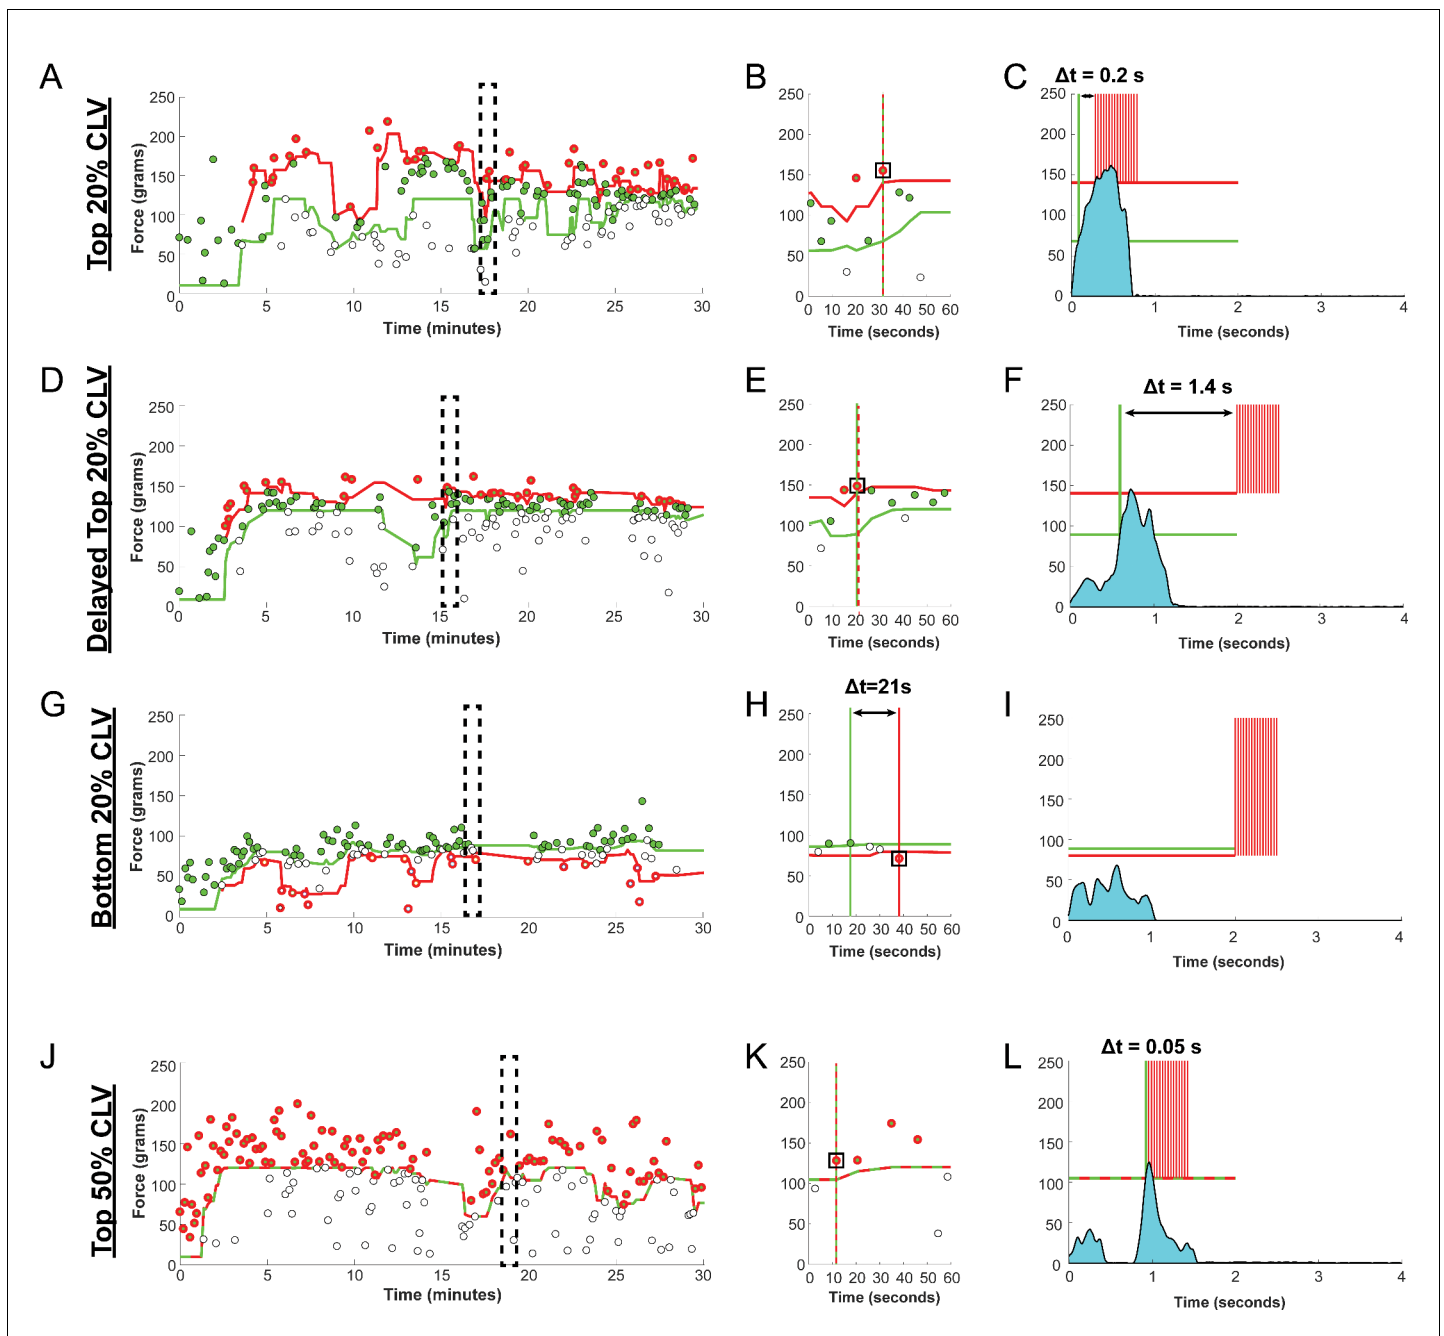 A
B
C
Δt = 0.2 s
Top 20% CLV
Force (grams)
250
200
150
100
50
0
0 5 10 15 20 25 30
Time (minutes)
250
200
150
100
50
0
0 10 20 30 40 50 60
Time (seconds)
250
200
150
100
50
0
0 1 2 3 4
Time (seconds)
D
E
F
Δt = 1.4 s
Delayed Top 20% CLV
Force (grams)
250
200
150
100
50
0
0 5 10 15 20 25 30
Time (minutes)
250
200
150
100
50
0
0 10 20 30 40 50 60
Time (seconds)
250
200
150
100
50
0
0 1 2 3 4
Time (seconds)
G
H
I
Δt=21s
Bottom 20% CLV
Force (grams)
250
200
150
100
50
0
0 5 10 15 20 25 30
Time (minutes)
250
200
150
100
50
0
0 10 20 30 40 50 60
Time (seconds)
250
200
150
100
50
0
0 1 2 3 4
Time (seconds)
J
K
L
Δt = 0.05 s
Top 50% CLV
Force (grams)
250
200
150
100
50
0
0 5 10 15 20 25 30
Time (minutes)
250
200
150
100
50
0
0 10 20 30 40 50 60
Time (seconds)
250
200
150
100
50
0
0 1 2 3 4
Time (seconds)